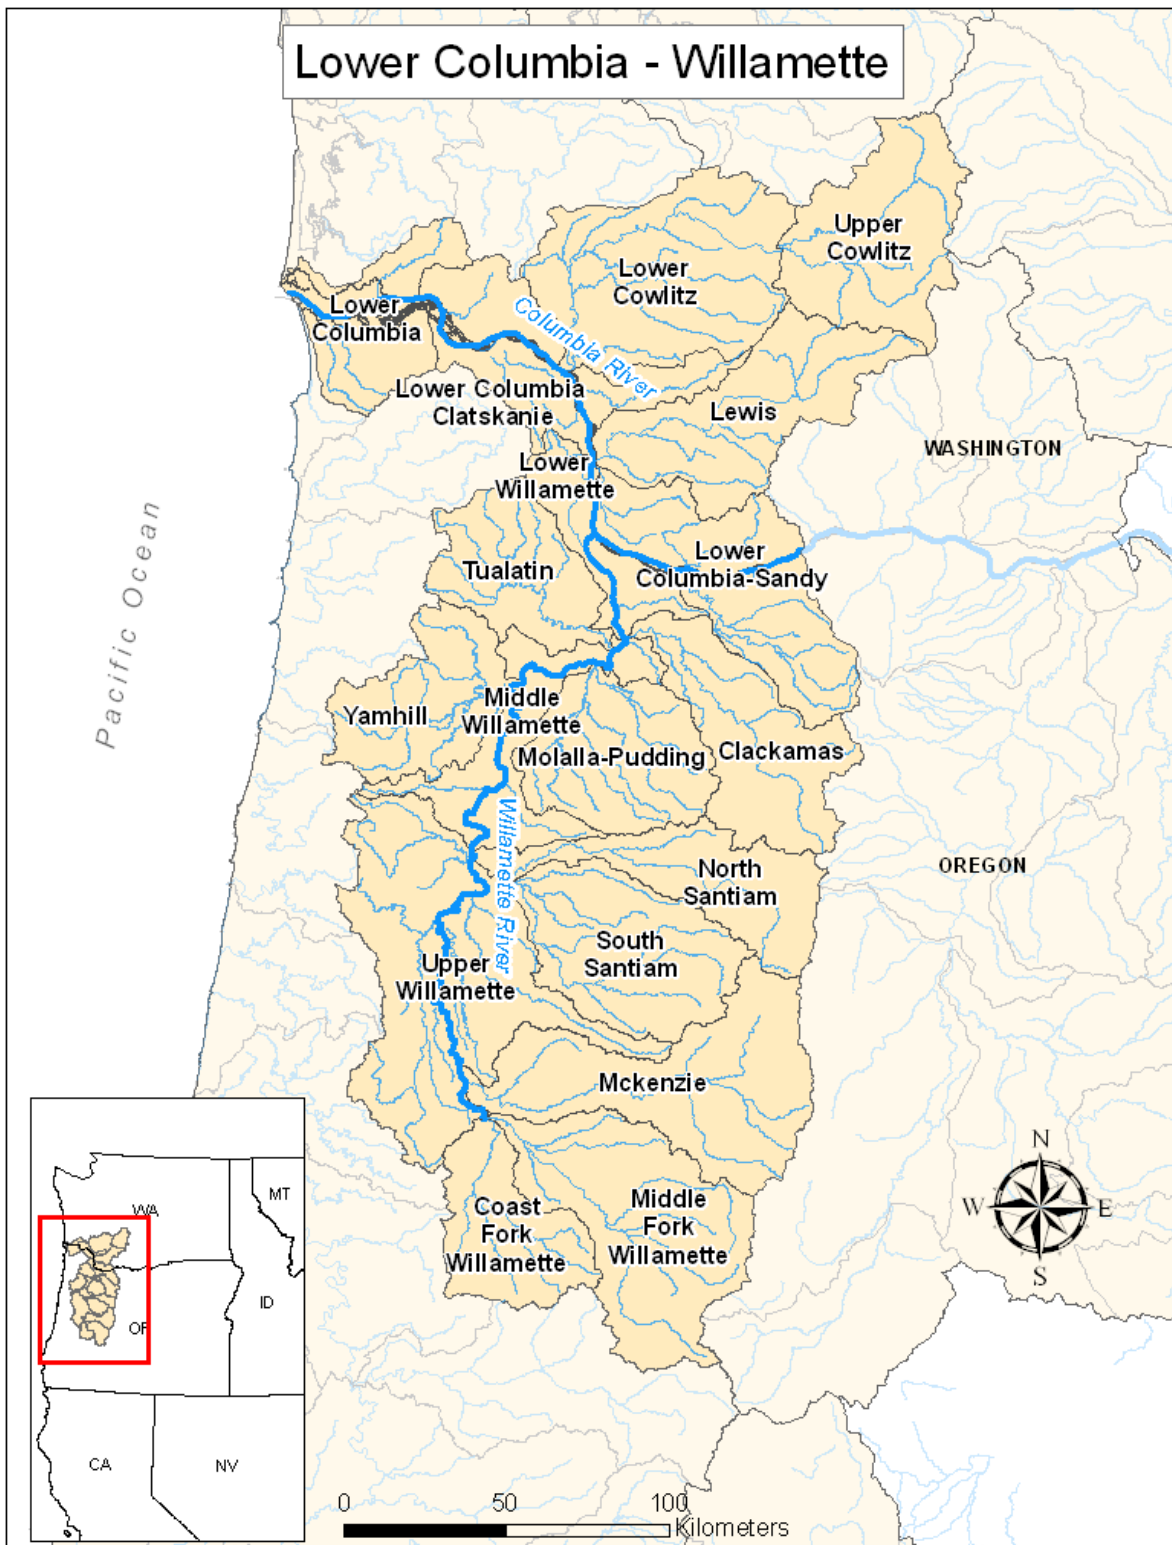 Lower Columbia - Willamette
Upper
Cowlitz
Lower
Cowlitz
Lower
Columbia
Columbia River
Lower Columbia
Clatskanie
Lewis
WASHINGTON
Lower
Willamette
Pacific Ocean
Lower
Columbia-Sandy
Tualatin
Yamhill
Middle
Willamette
Molalla-Pudding
Clackamas
Willamette River
North
Santiam
OREGON
South
Santiam
Upper
Willamette
Mckenzie
Coast
Fork
Willamette
Middle
Fork
Willamette
N
W
E
S
MT
WA
ID
OR
CA
NV
0 50 100
Kilometers